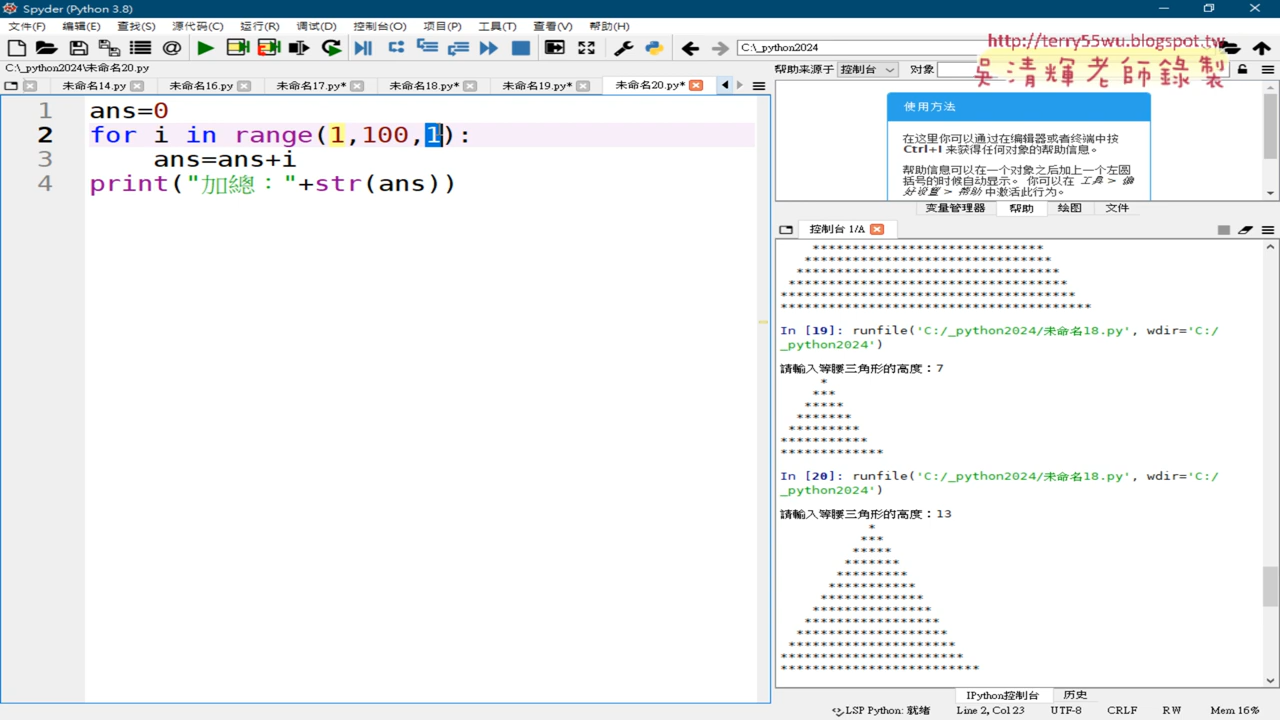 Spyder (Python 3.8)
文件(F) 编辑(E) 查找(S) 源代码(C) 运行(R) 调试(D) 控制台(O) 项目(P) 工具(T) 查看(V) 帮助(H)
C:\_python2024
http://terry55wu.blogspot.tw
吳清輝老師錄製
C:\_python2024\未命名20.py
帮助来源于 控制台 对象
未命名14.py 未命名16.py 未命名17.py* 未命名18.py* 未命名19.py* 未命名20.py*
1 ans=0
2 for i in range(1,100,1):
3 ans=ans+i
4 print("加總："+str(ans))
使用方法
在这里你可以通过在编辑器或者终端中按
Ctrl+I 来获得任何对象的帮助信息。
帮助信息可以在一个对象之后加上一个左圆
括号的时候自动显示。 你可以在 工具 > 偏
好设置 > 帮助 中激活此行为。
变量管理器 帮助 绘图 文件
控制台 1/A
*****************************
*******************************
*********************************
***********************************
*************************************
***************************************
In [19]: runfile('C:/_python2024/未命名18.py', wdir='C:/
_python2024')
請輸入等腰三角形的高度：7
*
***
*****
*******
*********
***********
*************
In [20]: runfile('C:/_python2024/未命名18.py', wdir='C:/
_python2024')
請輸入等腰三角形的高度：13
*
***
*****
*******
*********
***********
*************
***************
*****************
*******************
*********************
***********************
*************************
IPython控制台 历史
LSP Python: 就绪 Line 2, Col 23 UTF-8 CRLF RW Mem 16%